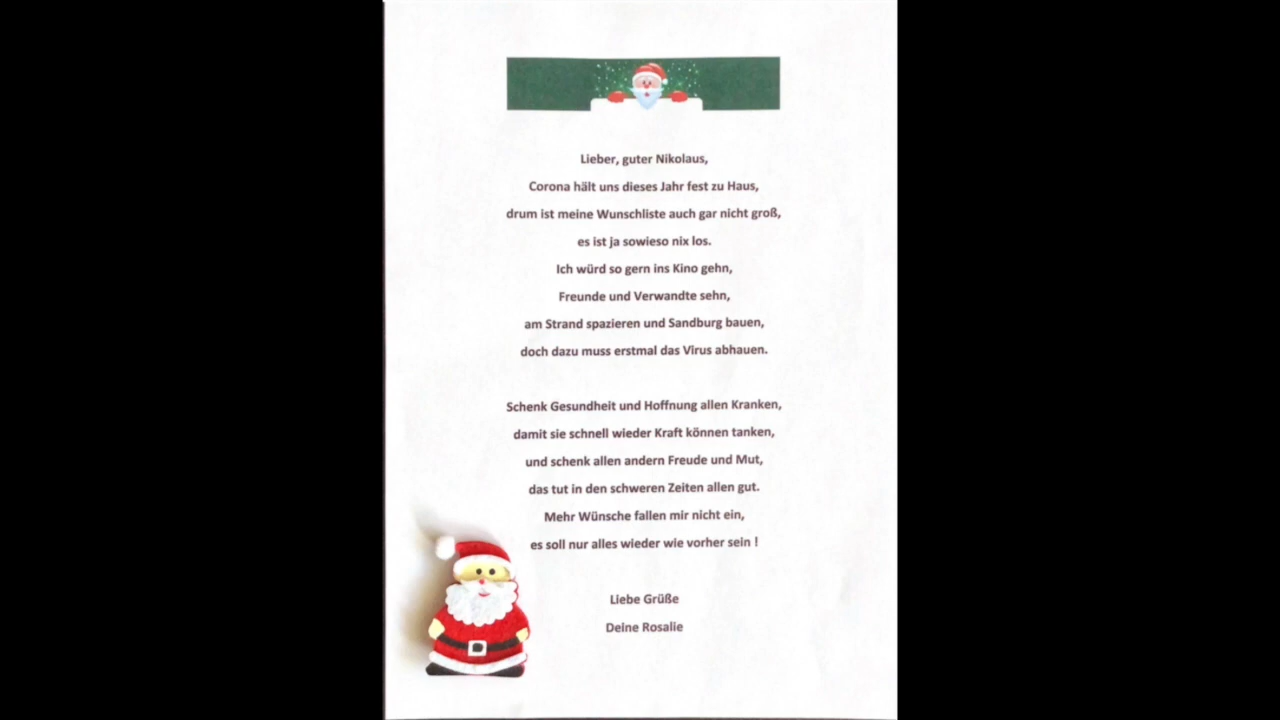 Lieber, guter Nikolaus,
Corona hält uns dieses Jahr fest zu Haus,
drum ist meine Wunschliste auch gar nicht groß,
es ist ja sowieso nix los.
Ich würd so gern ins Kino gehn,
Freunde und Verwandte sehn,
am Strand spazieren und Sandburg bauen,
doch dazu muss erstmal das Virus abhauen.
Schenk Gesundheit und Hoffnung allen Kranken,
damit sie schnell wieder Kraft können tanken,
und schenk allen andern Freude und Mut,
das tut in den schweren Zeiten allen gut.
Mehr Wünsche fallen mir nicht ein,
es soll nur alles wieder wie vorher sein !
Liebe Grüße
Deine Rosalie